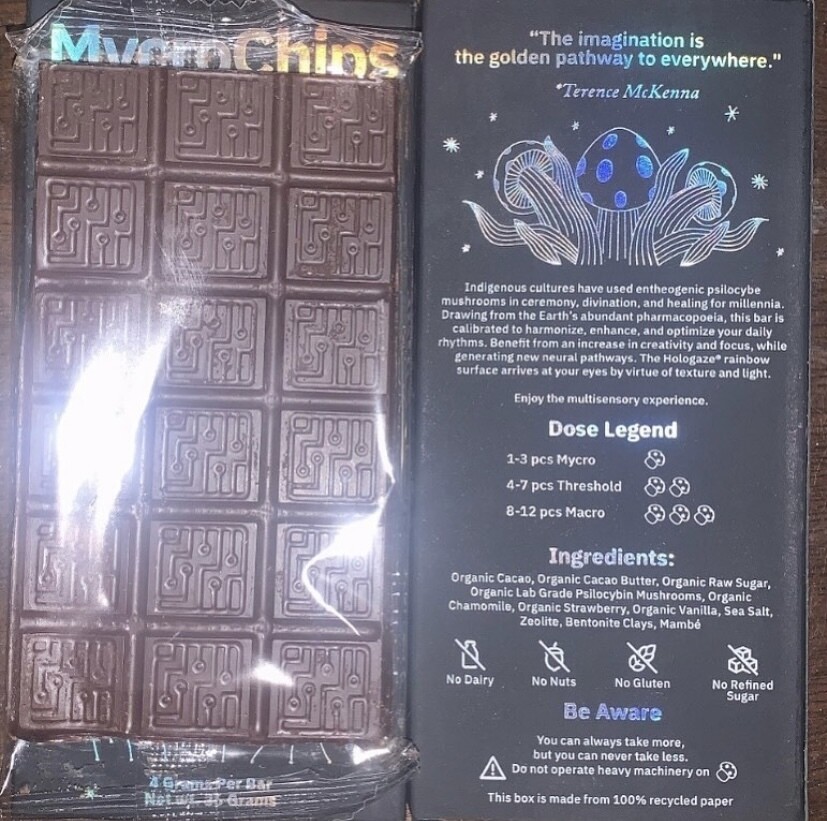 MycroChips
4 Grams Per Bar
Net wt. 35 Grams
"The imagination is
the golden pathway to everywhere."
*Terence McKenna
Indigenous cultures have used entheogenic psilocybe
mushrooms in ceremony, divination, and healing for millennia.
Drawing from the Earth's abundant pharmacopoeia, this bar is
calibrated to harmonize, enhance, and optimize your daily
rhythms. Benefit from an increase in creativity and focus, while
generating new neural pathways. The Hologaze® rainbow
surface arrives at your eyes by virtue of texture and light.
Enjoy the multisensory experience.
Dose Legend
1-3 pcs Mycro
4-7 pcs Threshold
8-12 pcs Macro
Ingredients:
Organic Cacao, Organic Cacao Butter, Organic Raw Sugar,
Organic Lab Grade Psilocybin Mushrooms, Organic
Chamomile, Organic Strawberry, Organic Vanilla, Sea Salt,
Zeolite, Bentonite Clays, Mambé
No Dairy
No Nuts
No Gluten
No Refined
Sugar
Be Aware
You can always take more,
but you can never take less.
Do not operate heavy machinery on
This box is made from 100% recycled paper